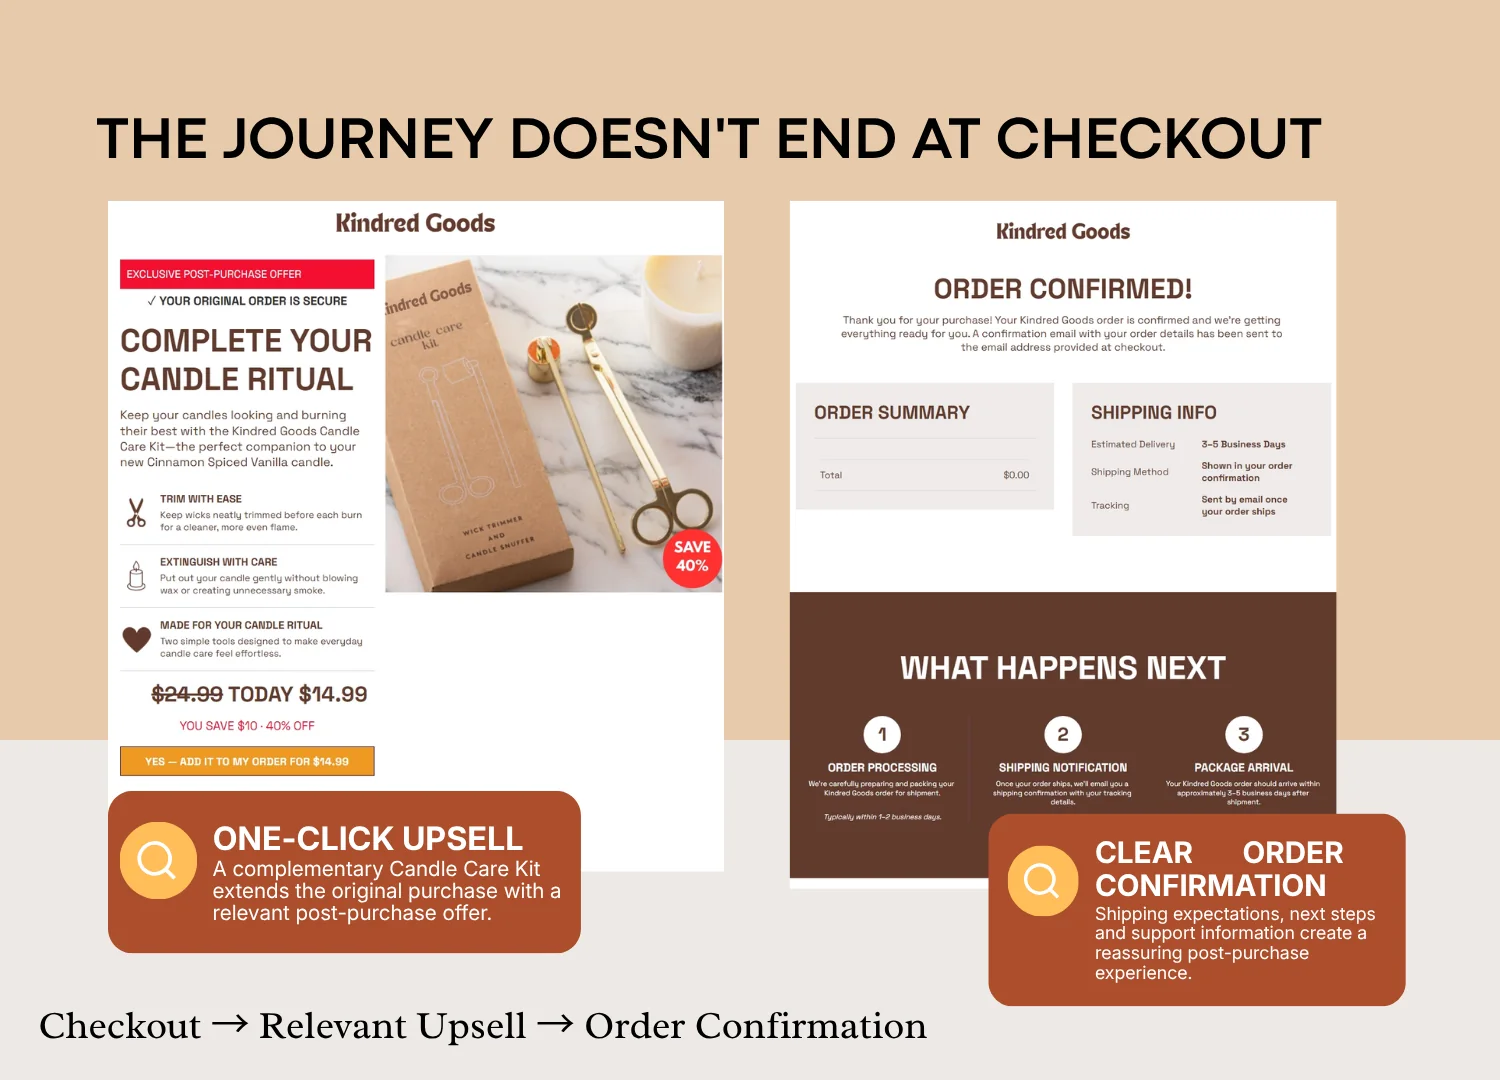 THE JOURNEY DOESN'T END AT CHECKOUT
Kindred Goods
EXCLUSIVE POST-PURCHASE OFFER
✓ YOUR ORIGINAL ORDER IS SECURE
COMPLETE YOUR
CANDLE RITUAL
Keep your candles looking and burning
their best with the Kindred Goods Candle
Care Kit—the perfect companion to your
new Cinnamon Spiced Vanilla candle.
TRIM WITH EASE
Keep wicks neatly trimmed before each burn
for a cleaner, more even flame.
EXTINGUISH WITH CARE
Put out your candle gently without blowing
wax or creating unnecessary smoke.
MADE FOR YOUR CANDLE RITUAL
Two simple tools designed to make everyday
candle care feel effortless.
$24.99 TODAY $14.99
YOU SAVE $10 · 40% OFF
YES — ADD IT TO MY ORDER FOR $14.99
indred Goods
candle care
kit
WICK TRIMMER
AND
CANDLE SNUFFER
SAVE
40%
ONE-CLICK UPSELL
A complementary Candle Care Kit
extends the original purchase with a
relevant post-purchase offer.
Kindred Goods
ORDER CONFIRMED!
Thank you for your purchase! Your Kindred Goods order is confirmed and we're getting
everything ready for you. A confirmation email with your order details has been sent to
the email address provided at checkout.
ORDER SUMMARY
Total $0.00
SHIPPING INFO
Estimated Delivery 3–5 Business Days
Shipping Method Shown in your order
confirmation
Tracking Sent by email once
your order ships
WHAT HAPPENS NEXT
1
ORDER PROCESSING
We're carefully preparing and packing your
Kindred Goods order for shipment.
Typically within 1–2 business days.
2
SHIPPING NOTIFICATION
Once your order ships, we'll email you a
shipping confirmation with your tracking
details.
3
PACKAGE ARRIVAL
Your Kindred Goods order should arrive within
approximately 3–5 business days after
shipment.
CLEAR ORDER
CONFIRMATION
Shipping expectations, next steps
and support information create a
reassuring post-purchase
experience.
Checkout → Relevant Upsell → Order Confirmation